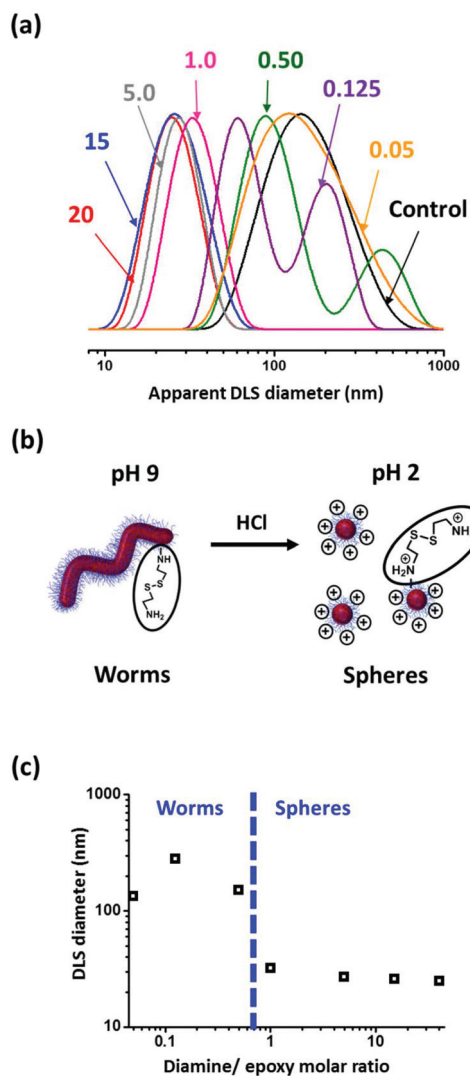 (a)
1.0
0.50
5.0
0.125
15
0.05
20
Control
10
100
1000
Apparent DLS diameter (nm)
(b)
pH 9
pH 2
HCl
NH
S
S
NH₂
H₂N
S
S
NH
Worms
Spheres
(c)
1000
Worms
Spheres
DLS diameter (nm)
100
10
0.1
1
10
Diamine/ epoxy molar ratio